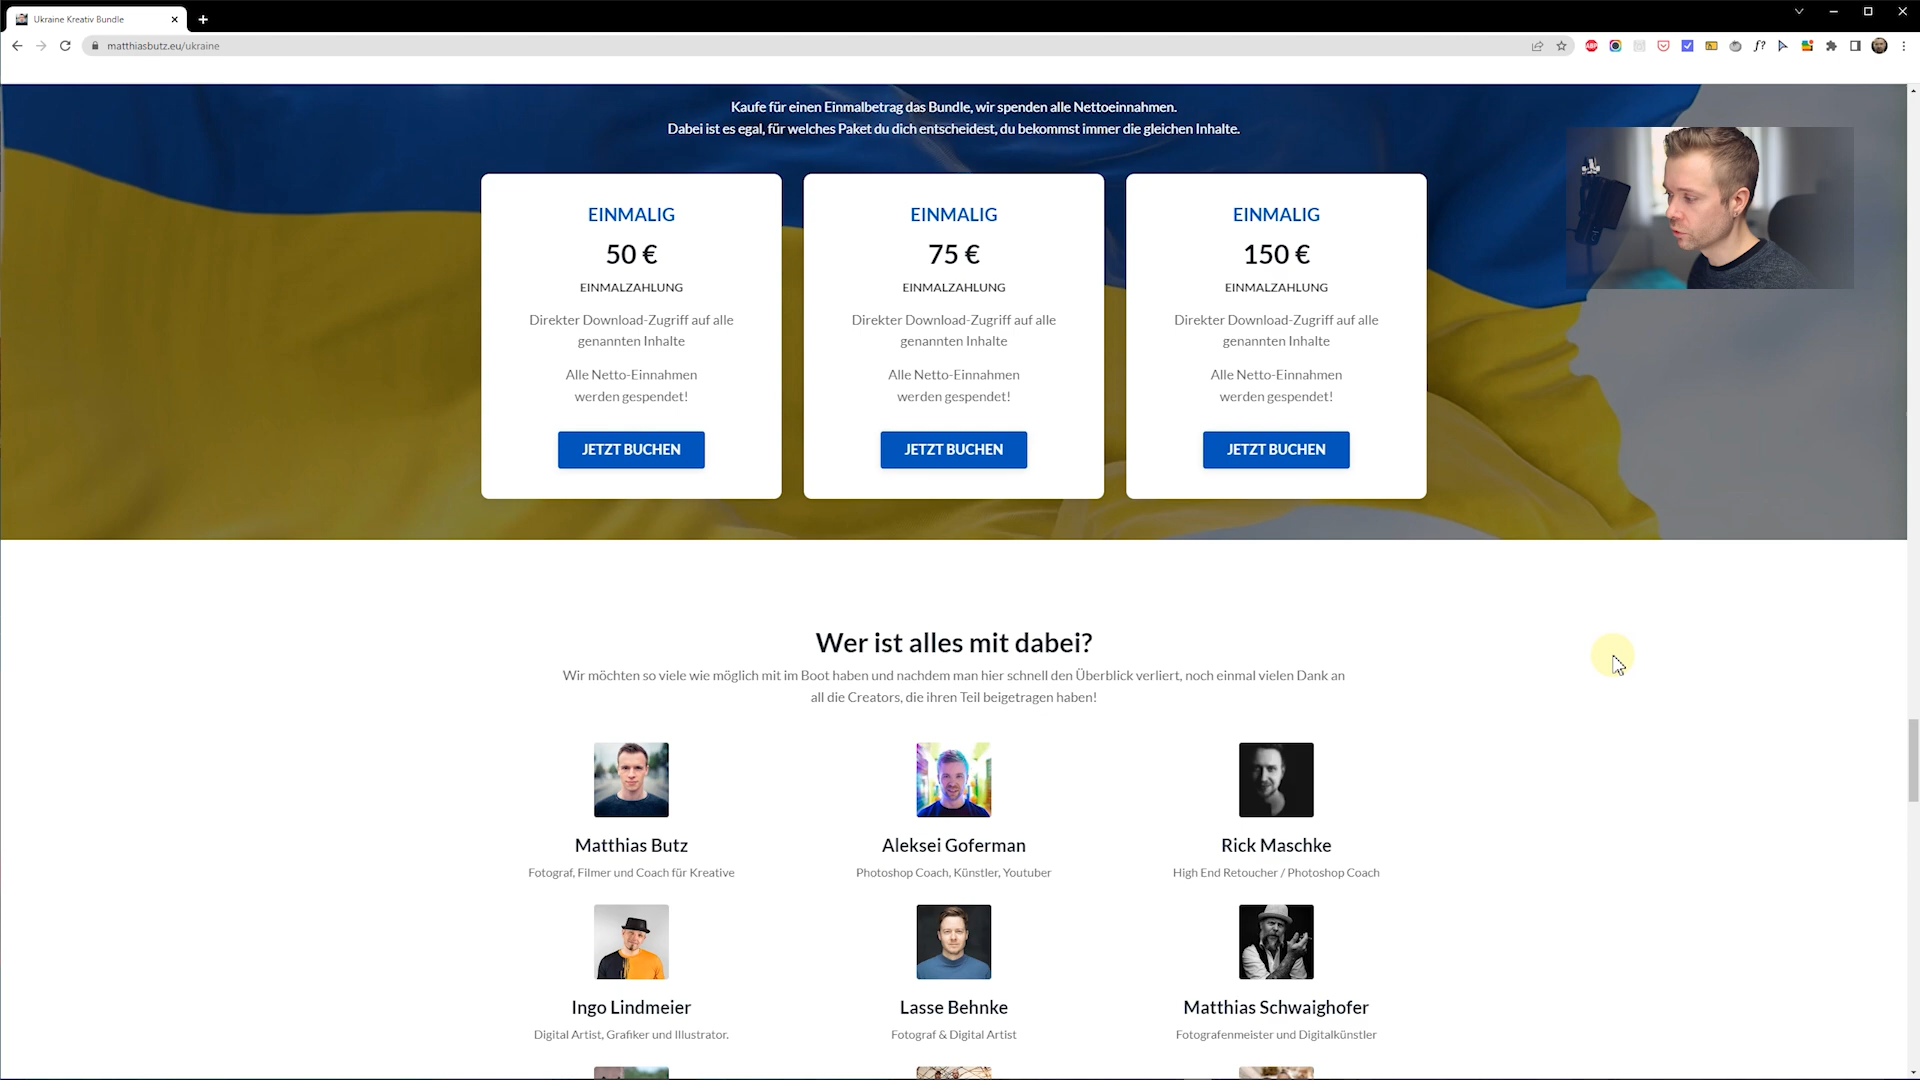 Ukraine Kreativ Bundle
matthiasbutz.eu/ukraine
ABP
f?
Kaufe für einen Einmalbetrag das Bundle, wir spenden alle Nettoeinnahmen.
Dabei ist es egal, für welches Paket du dich entscheidest, du bekommst immer die gleichen Inhalte.
EINMALIG
50 €
EINMALZAHLUNG
Direkter Download-Zugriff auf alle
genannten Inhalte
Alle Netto-Einnahmen
werden gespendet!
JETZT BUCHEN
EINMALIG
75 €
EINMALZAHLUNG
Direkter Download-Zugriff auf alle
genannten Inhalte
Alle Netto-Einnahmen
werden gespendet!
JETZT BUCHEN
EINMALIG
150 €
EINMALZAHLUNG
Direkter Download-Zugriff auf alle
genannten Inhalte
Alle Netto-Einnahmen
werden gespendet!
JETZT BUCHEN
Wer ist alles mit dabei?
Wir möchten so viele wie möglich mit im Boot haben und nachdem man hier schnell den Überblick verliert, noch einmal vielen Dank an
all die Creators, die ihren Teil beigetragen haben!
Matthias Butz
Fotograf, Filmer und Coach für Kreative
Aleksei Goferman
Photoshop Coach, Künstler, Youtuber
Rick Maschke
High End Retoucher / Photoshop Coach
Ingo Lindmeier
Digital Artist, Grafiker und Illustrator.
Lasse Behnke
Fotograf & Digital Artist
Matthias Schwaighofer
Fotografenmeister und Digitalkünstler